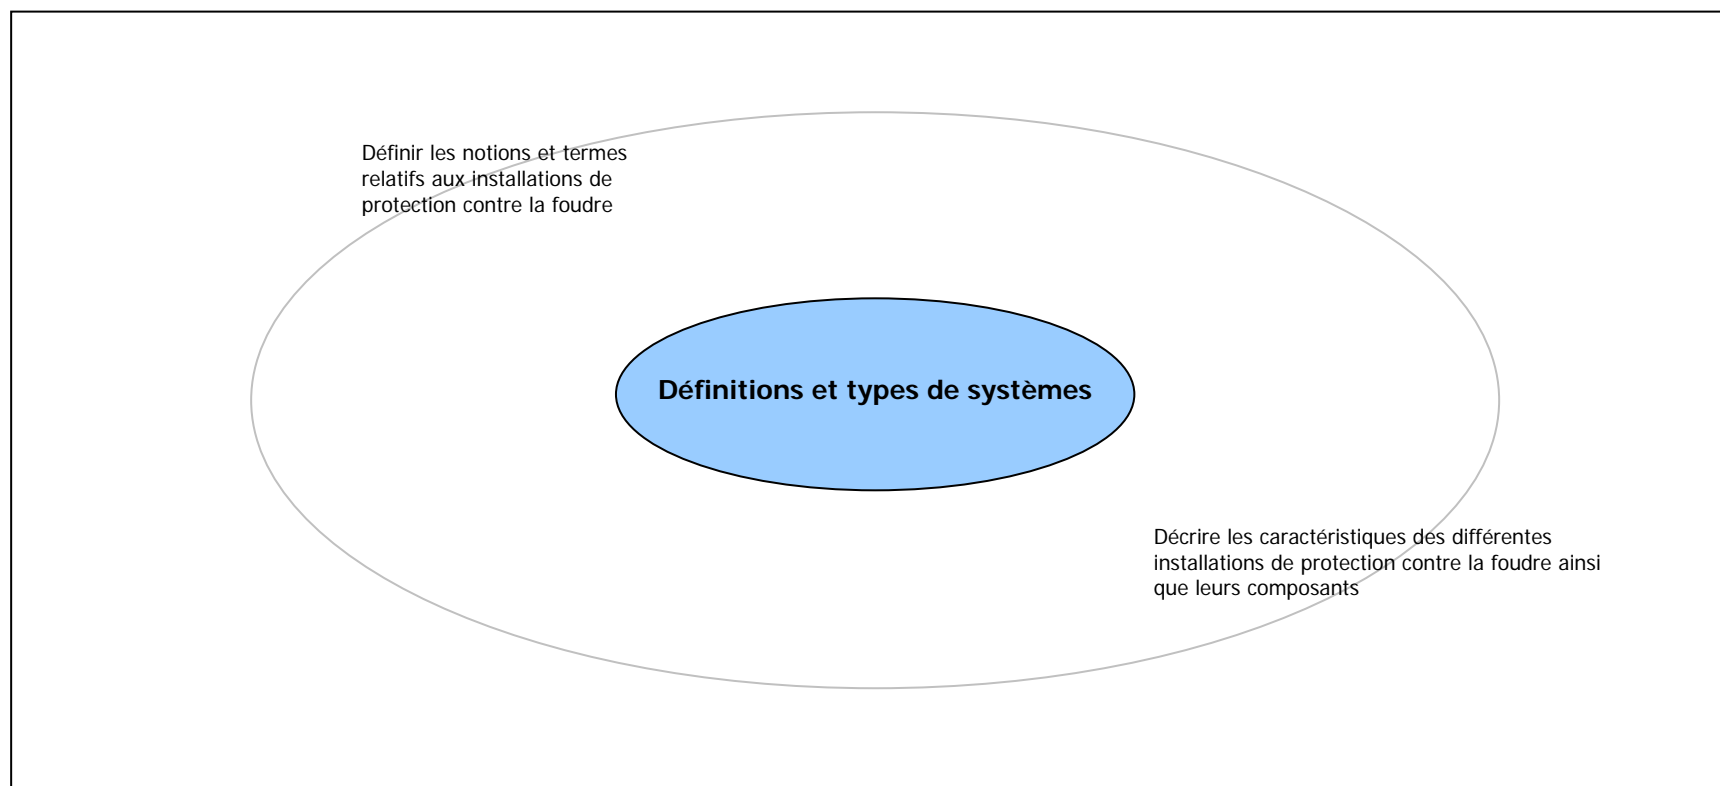 Définir les notions et termes
relatifs aux installations de
protection contre la foudre
Définitions et types de systèmes
Décrire les caractéristiques des différentes
installations de protection contre la foudre ainsi
que leurs composants